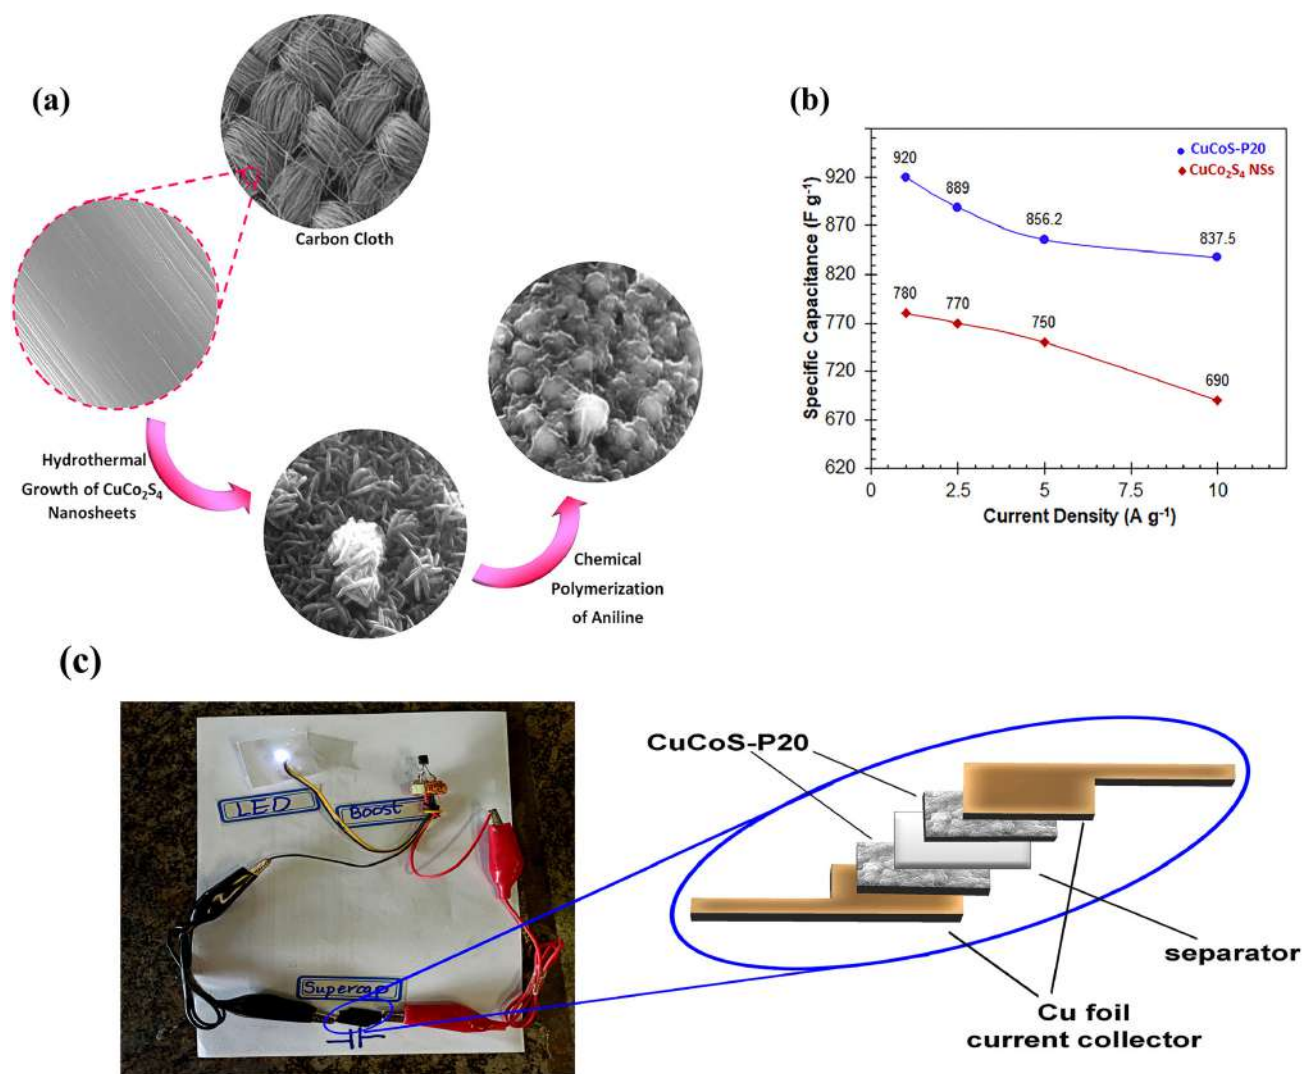 (a)
Carbon Cloth
Hydrothermal
Growth of CuCo₂S₄
Nanosheets
Chemical
Polymerization
of Aniline
(b)
Specific Capacitance (F g⁻¹)
920
870
820
770
720
670
620
0
2.5
5
7.5
10
Current Density (A g⁻¹)
CuCoS-P20
CuCo₂S₄ NSs
920
889
856.2
837.5
780
770
750
690
(c)
LED
Boost
Supercap
CuCoS-P20
separator
Cu foil
current collector